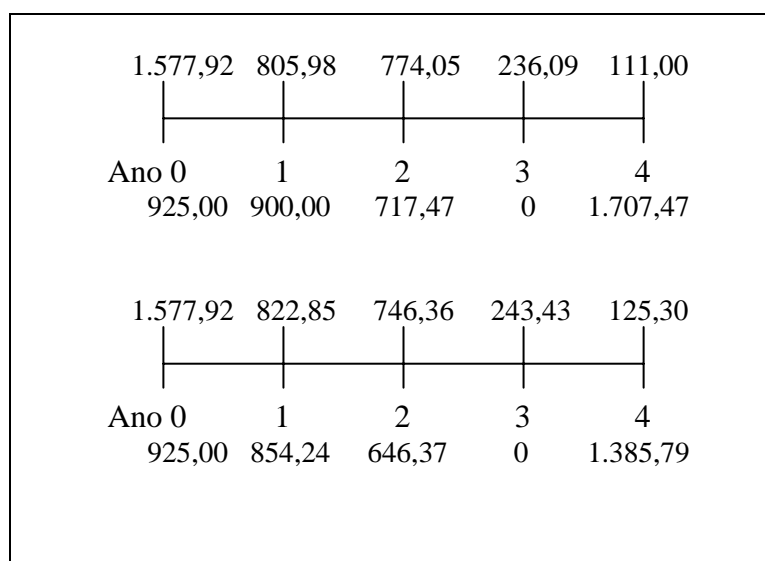 1.577,92 805,98 774,05 236,09 111,00
Ano 0 1 2 3 4
925,00 900,00 717,47 0 1.707,47
1.577,92 822,85 746,36 243,43 125,30
Ano 0 1 2 3 4
925,00 854,24 646,37 0 1.385,79